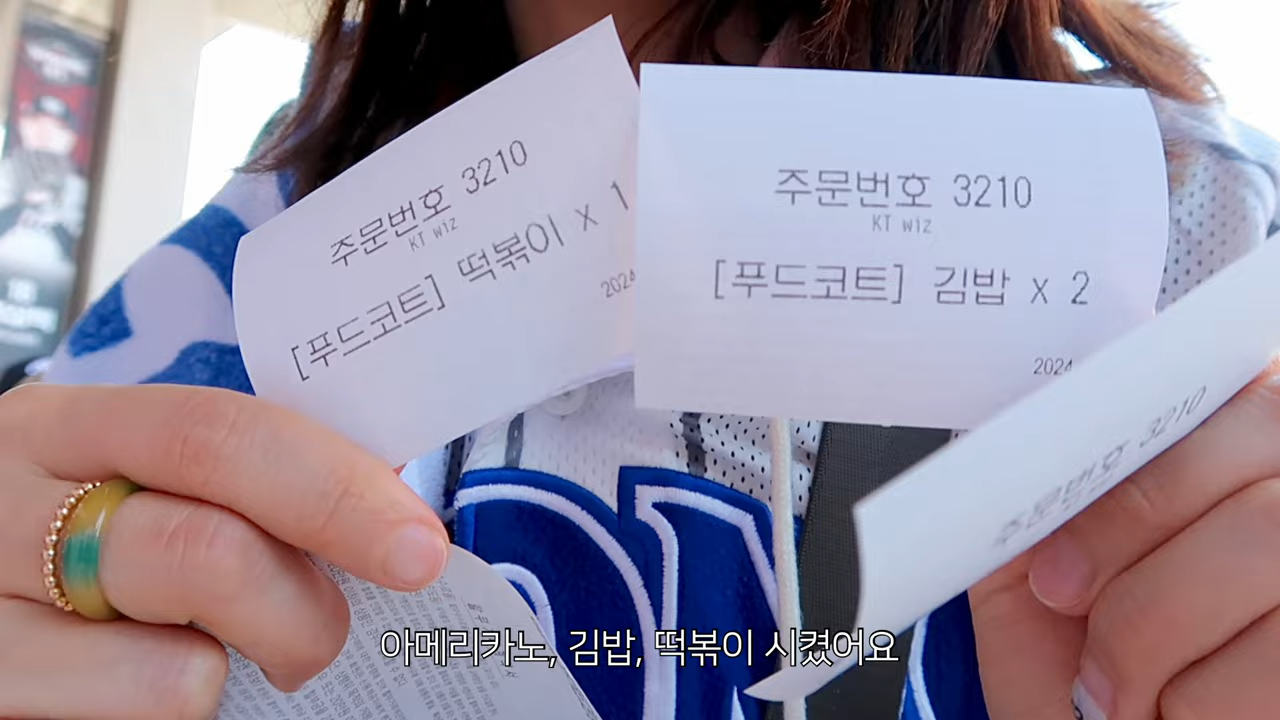 주문번호 3210
KT wiz
[푸드코트] 떡볶이 x 1
2024
주문번호 3210
KT wiz
[푸드코트] 김밥 x 2
2024
주문번호 3210
아메리카노, 김밥, 떡볶이 시켰어요